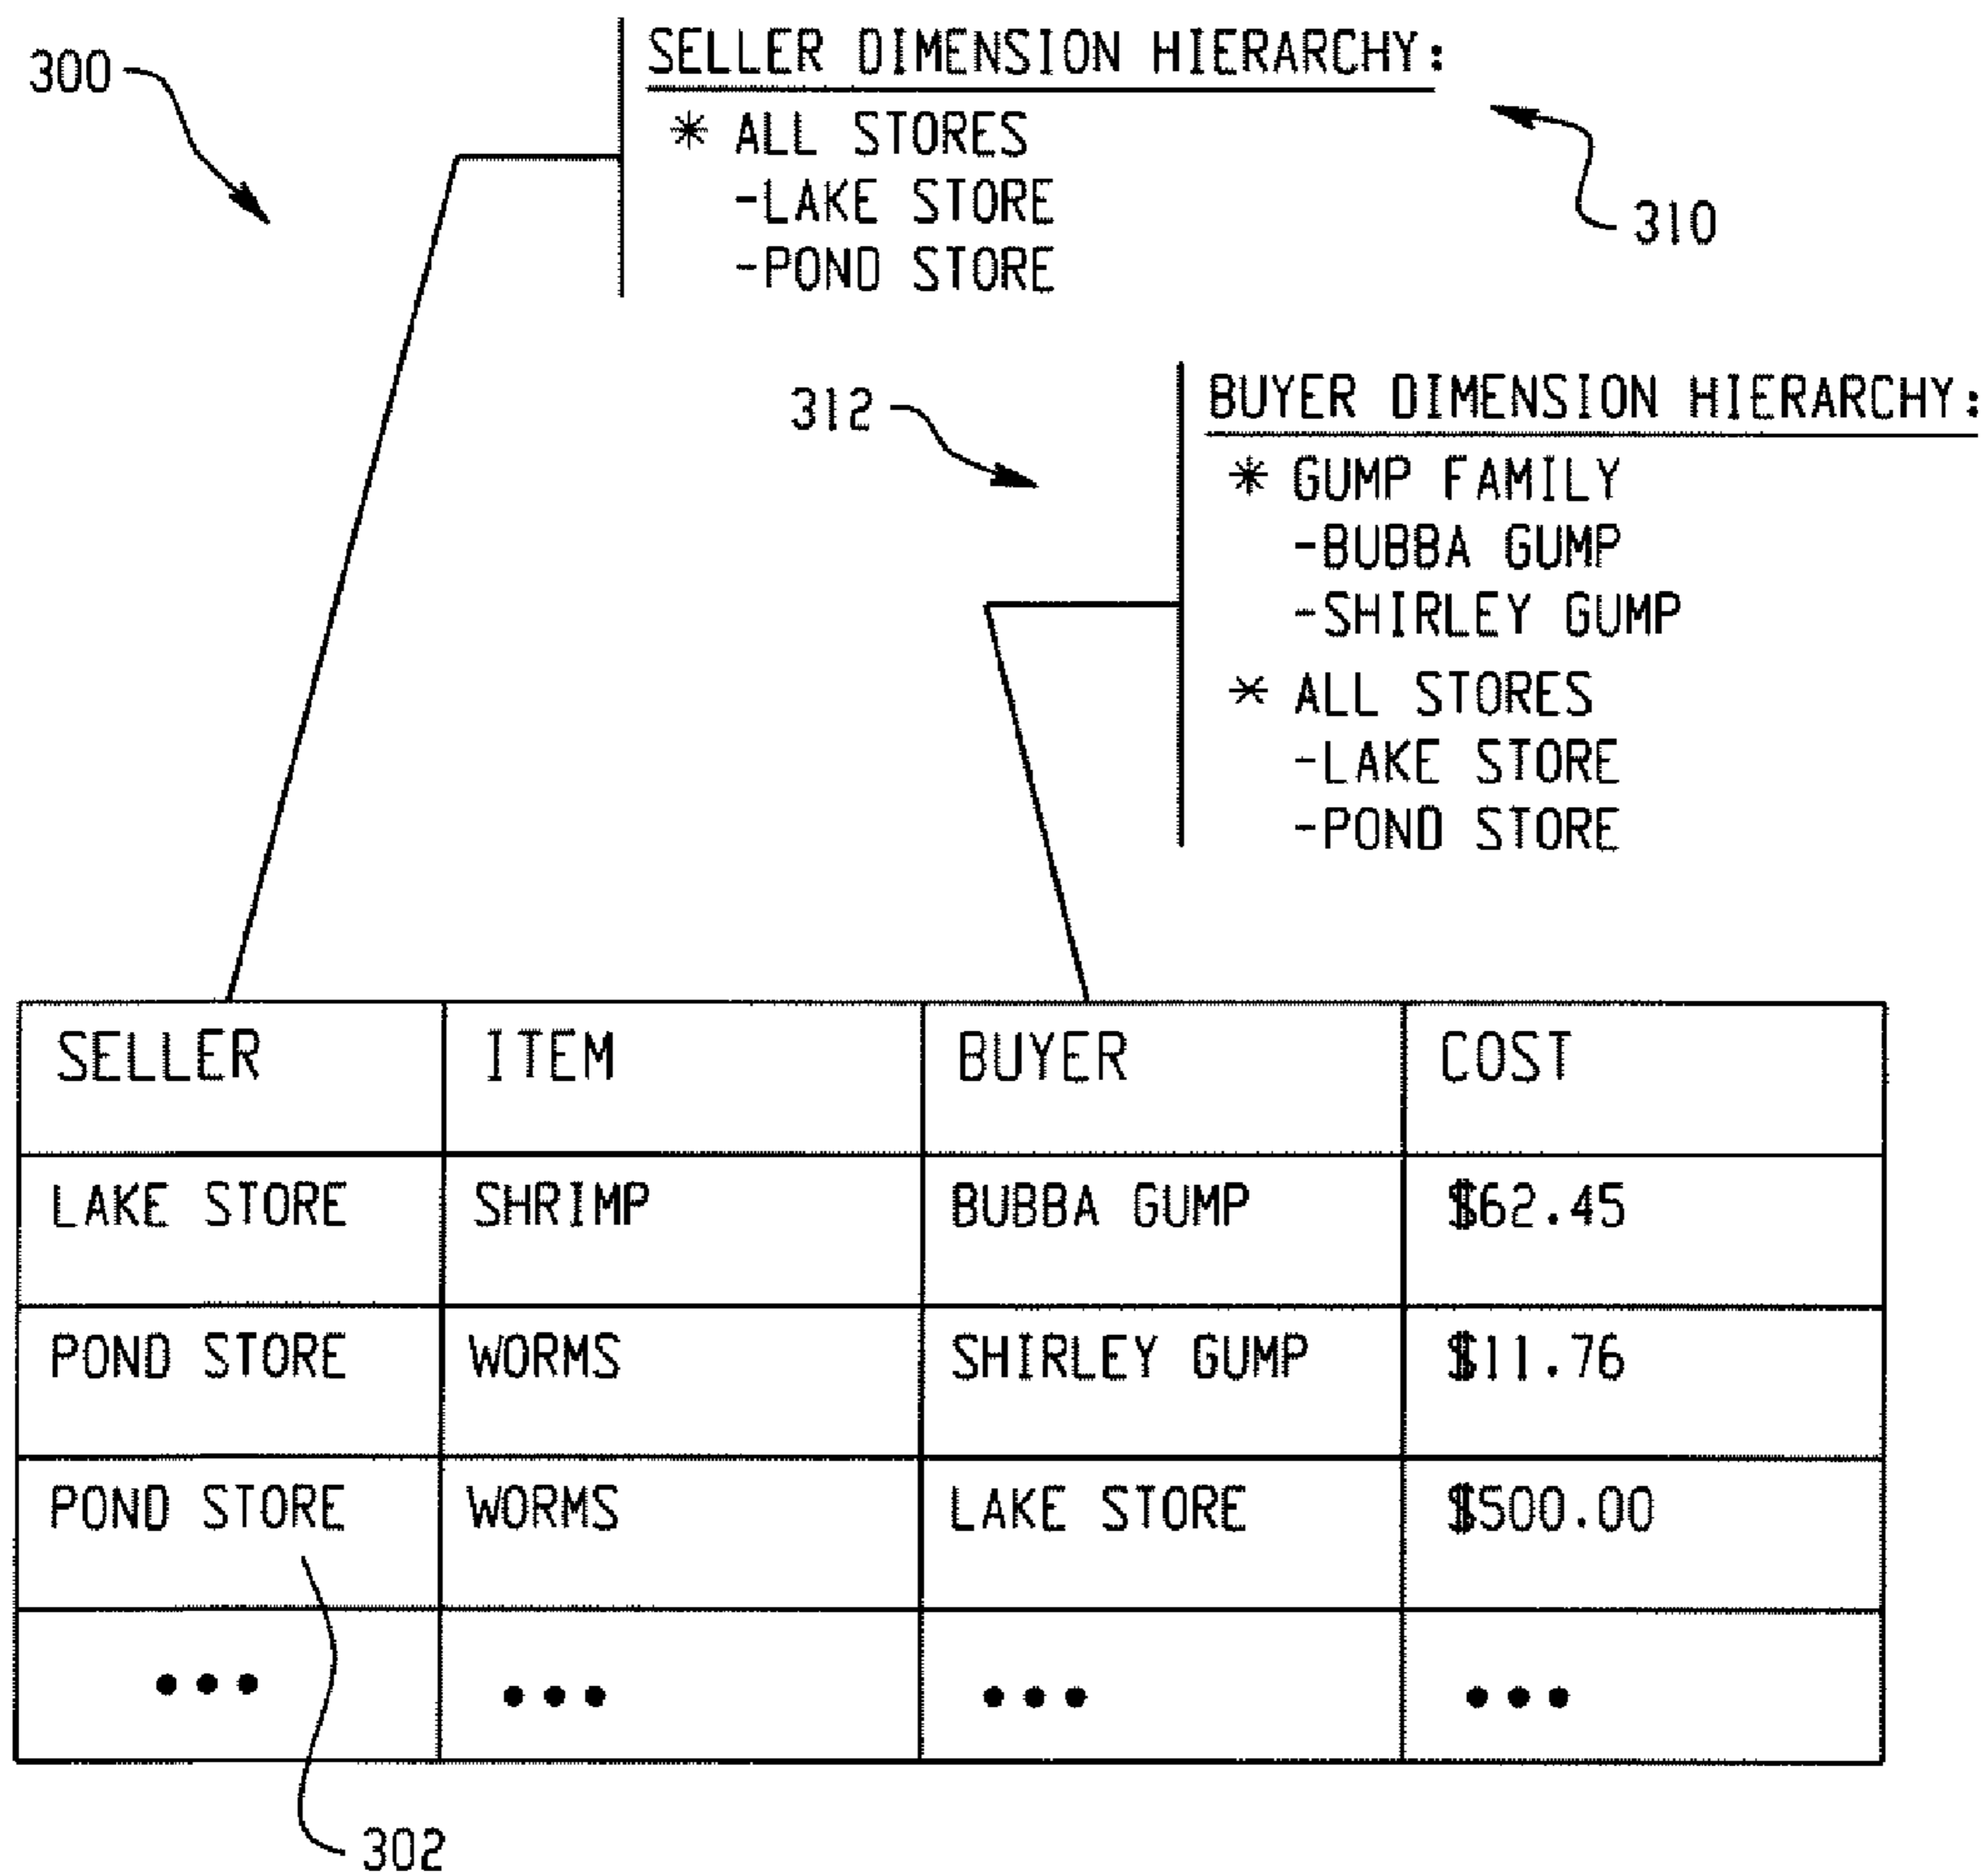 300
SELLER DIMENSION HIERARCHY:
* ALL STORES
-LAKE STORE
-POND STORE
310
312
BUYER DIMENSION HIERARCHY:
* GUMP FAMILY
-BUBBA GUMP
-SHIRLEY GUMP
* ALL STORES
-LAKE STORE
-POND STORE
SELLER ITEM BUYER COST
LAKE STORE SHRIMP BUBBA GUMP $62.45
POND STORE WORMS SHIRLEY GUMP $11.76
POND STORE WORMS LAKE STORE $500.00
••• ••• ••• •••
302